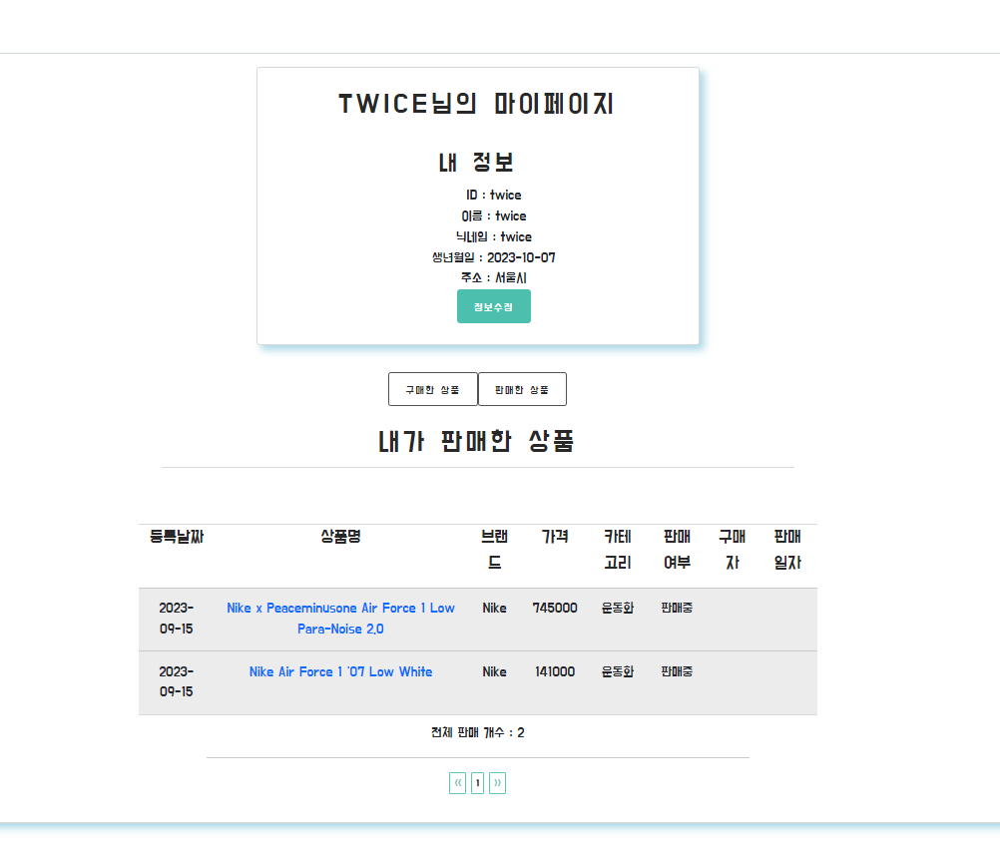 TWICE님의 마이페이지
내 정보
ID : twice
이름 : twice
닉네임 : twice
생년월일 : 2023-10-07
주소 : 서울시
정보수정
구매한 상품 판매한 상품
내가 판매한 상품
등록날짜 상품명 브랜 가격 카테 판매 구매 판매
드 고리 여부 자 일자
2023- Nike x Peaceminusone Air Force 1 Low Nike 745000 운동화 판매중
09-15 Para-Noise 2.0
2023- Nike Air Force 1 '07 Low White Nike 141000 운동화 판매중
09-15
전체 판매 개수 : 2
《 1 》